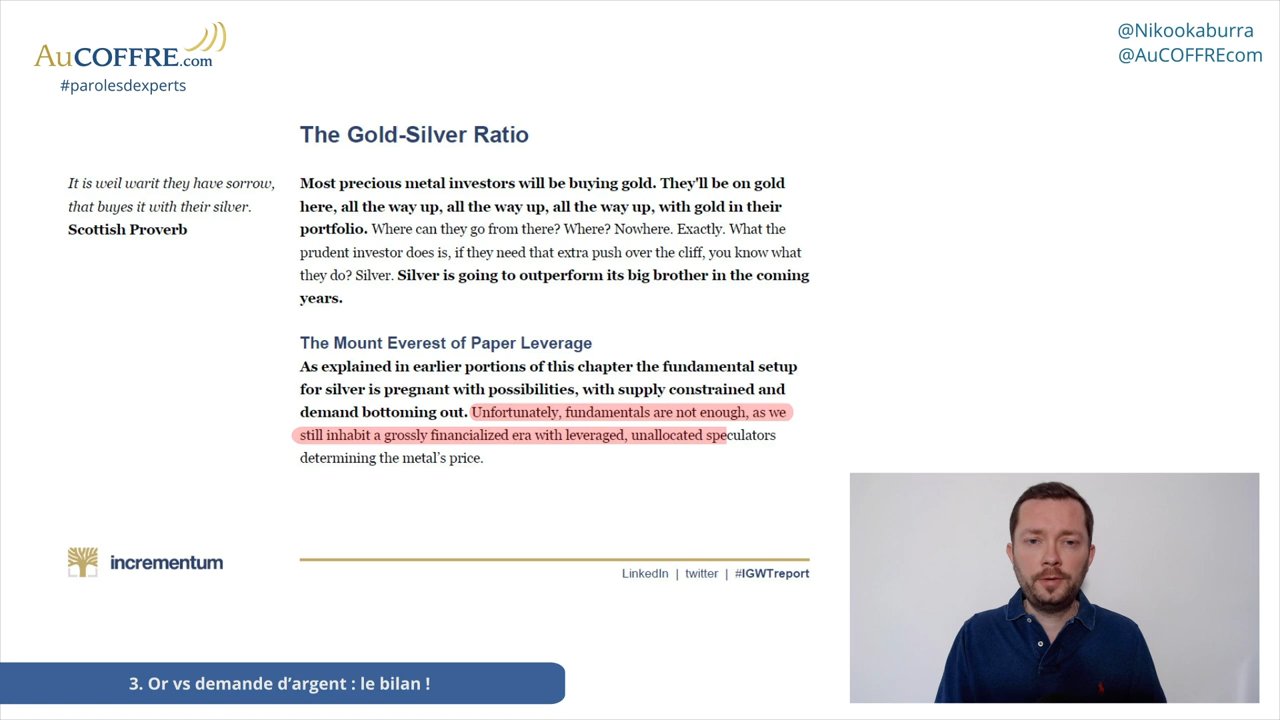 AuCOFFRE.com
#parolesdexperts
@Nikookaburra
@AuCOFFREcom
The Gold-Silver Ratio
It is weil warit they have sorrow,
that buyes it with their silver.
Scottish Proverb
Most precious metal investors will be buying gold. They'll be on gold
here, all the way up, all the way up, all the way up, with gold in their
portfolio. Where can they go from there? Where? Nowhere. Exactly. What the
prudent investor does is, if they need that extra push over the cliff, you know what
they do? Silver. Silver is going to outperform its big brother in the coming
years.
The Mount Everest of Paper Leverage
As explained in earlier portions of this chapter the fundamental setup
for silver is pregnant with possibilities, with supply constrained and
demand bottoming out. Unfortunately, fundamentals are not enough, as we
still inhabit a grossly financialized era with leveraged, unallocated speculators
determining the metal's price.
incrementum
LinkedIn | twitter | #IGWTreport
3. Or vs demande d’argent : le bilan !